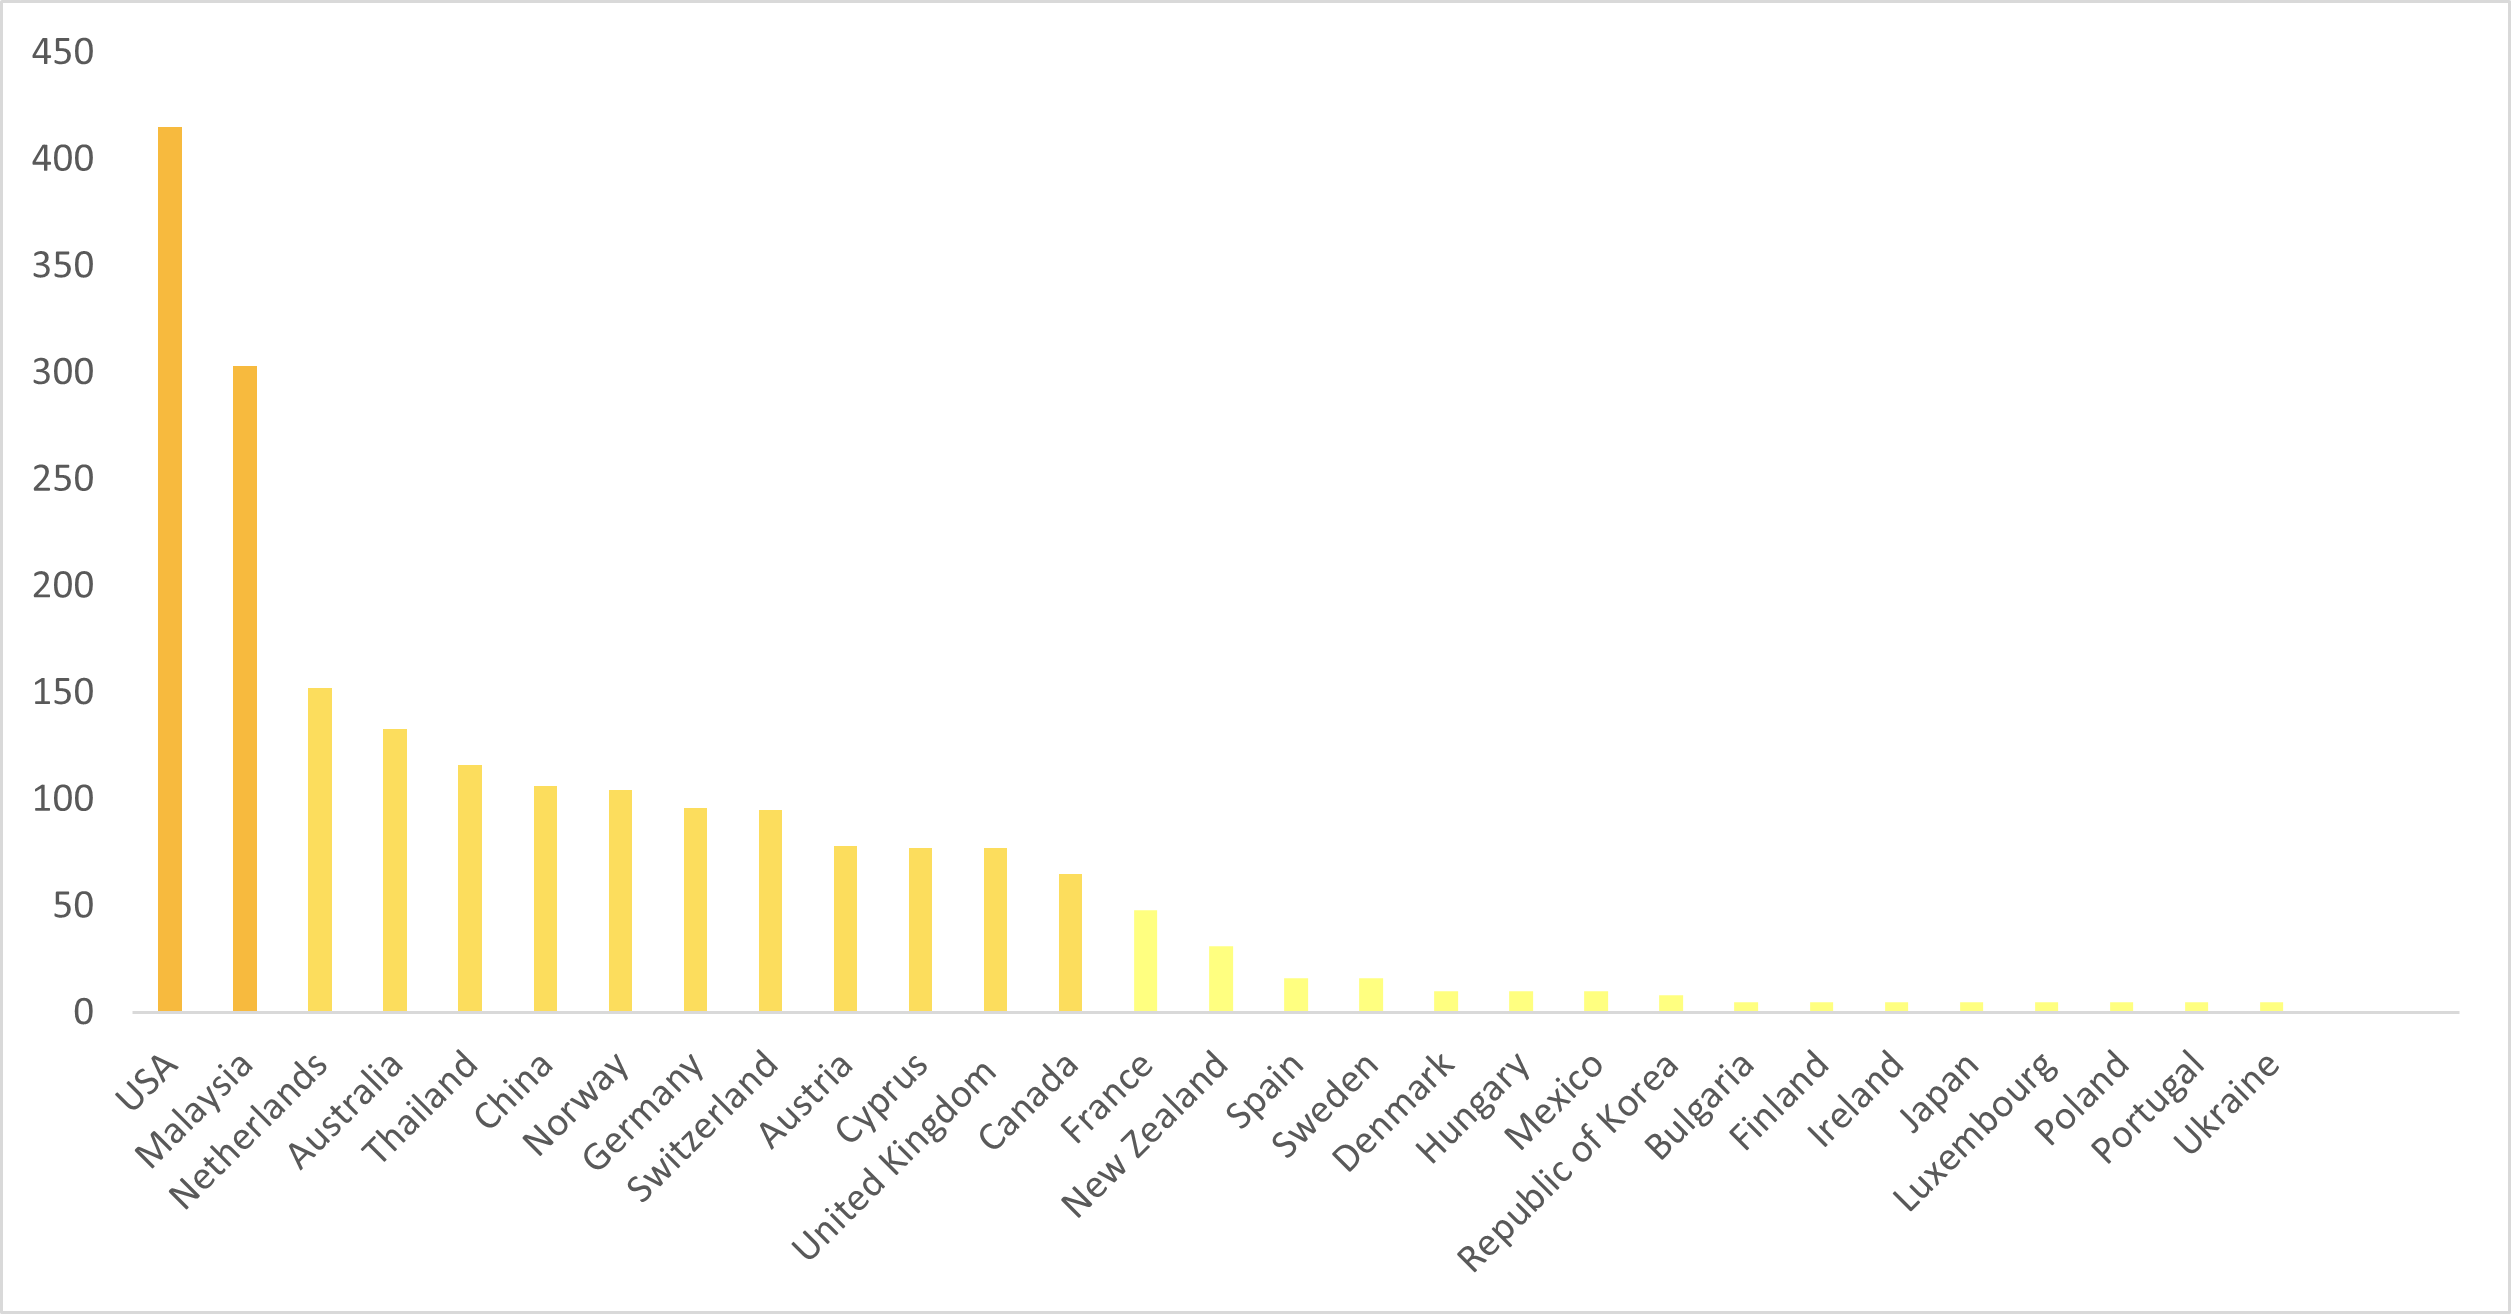 450
400
350
300
250
200
150
100
50
0
USA
Malaysia
Netherlands
Australia
Thailand
China
Norway
Germany
Switzerland
Austria
Cyprus
United Kingdom
Canada
France
New Zealand
Spain
Sweden
Denmark
Hungary
Mexico
Republic of Korea
Bulgaria
Finland
Ireland
Japan
Luxembourg
Poland
Portugal
Ukraine